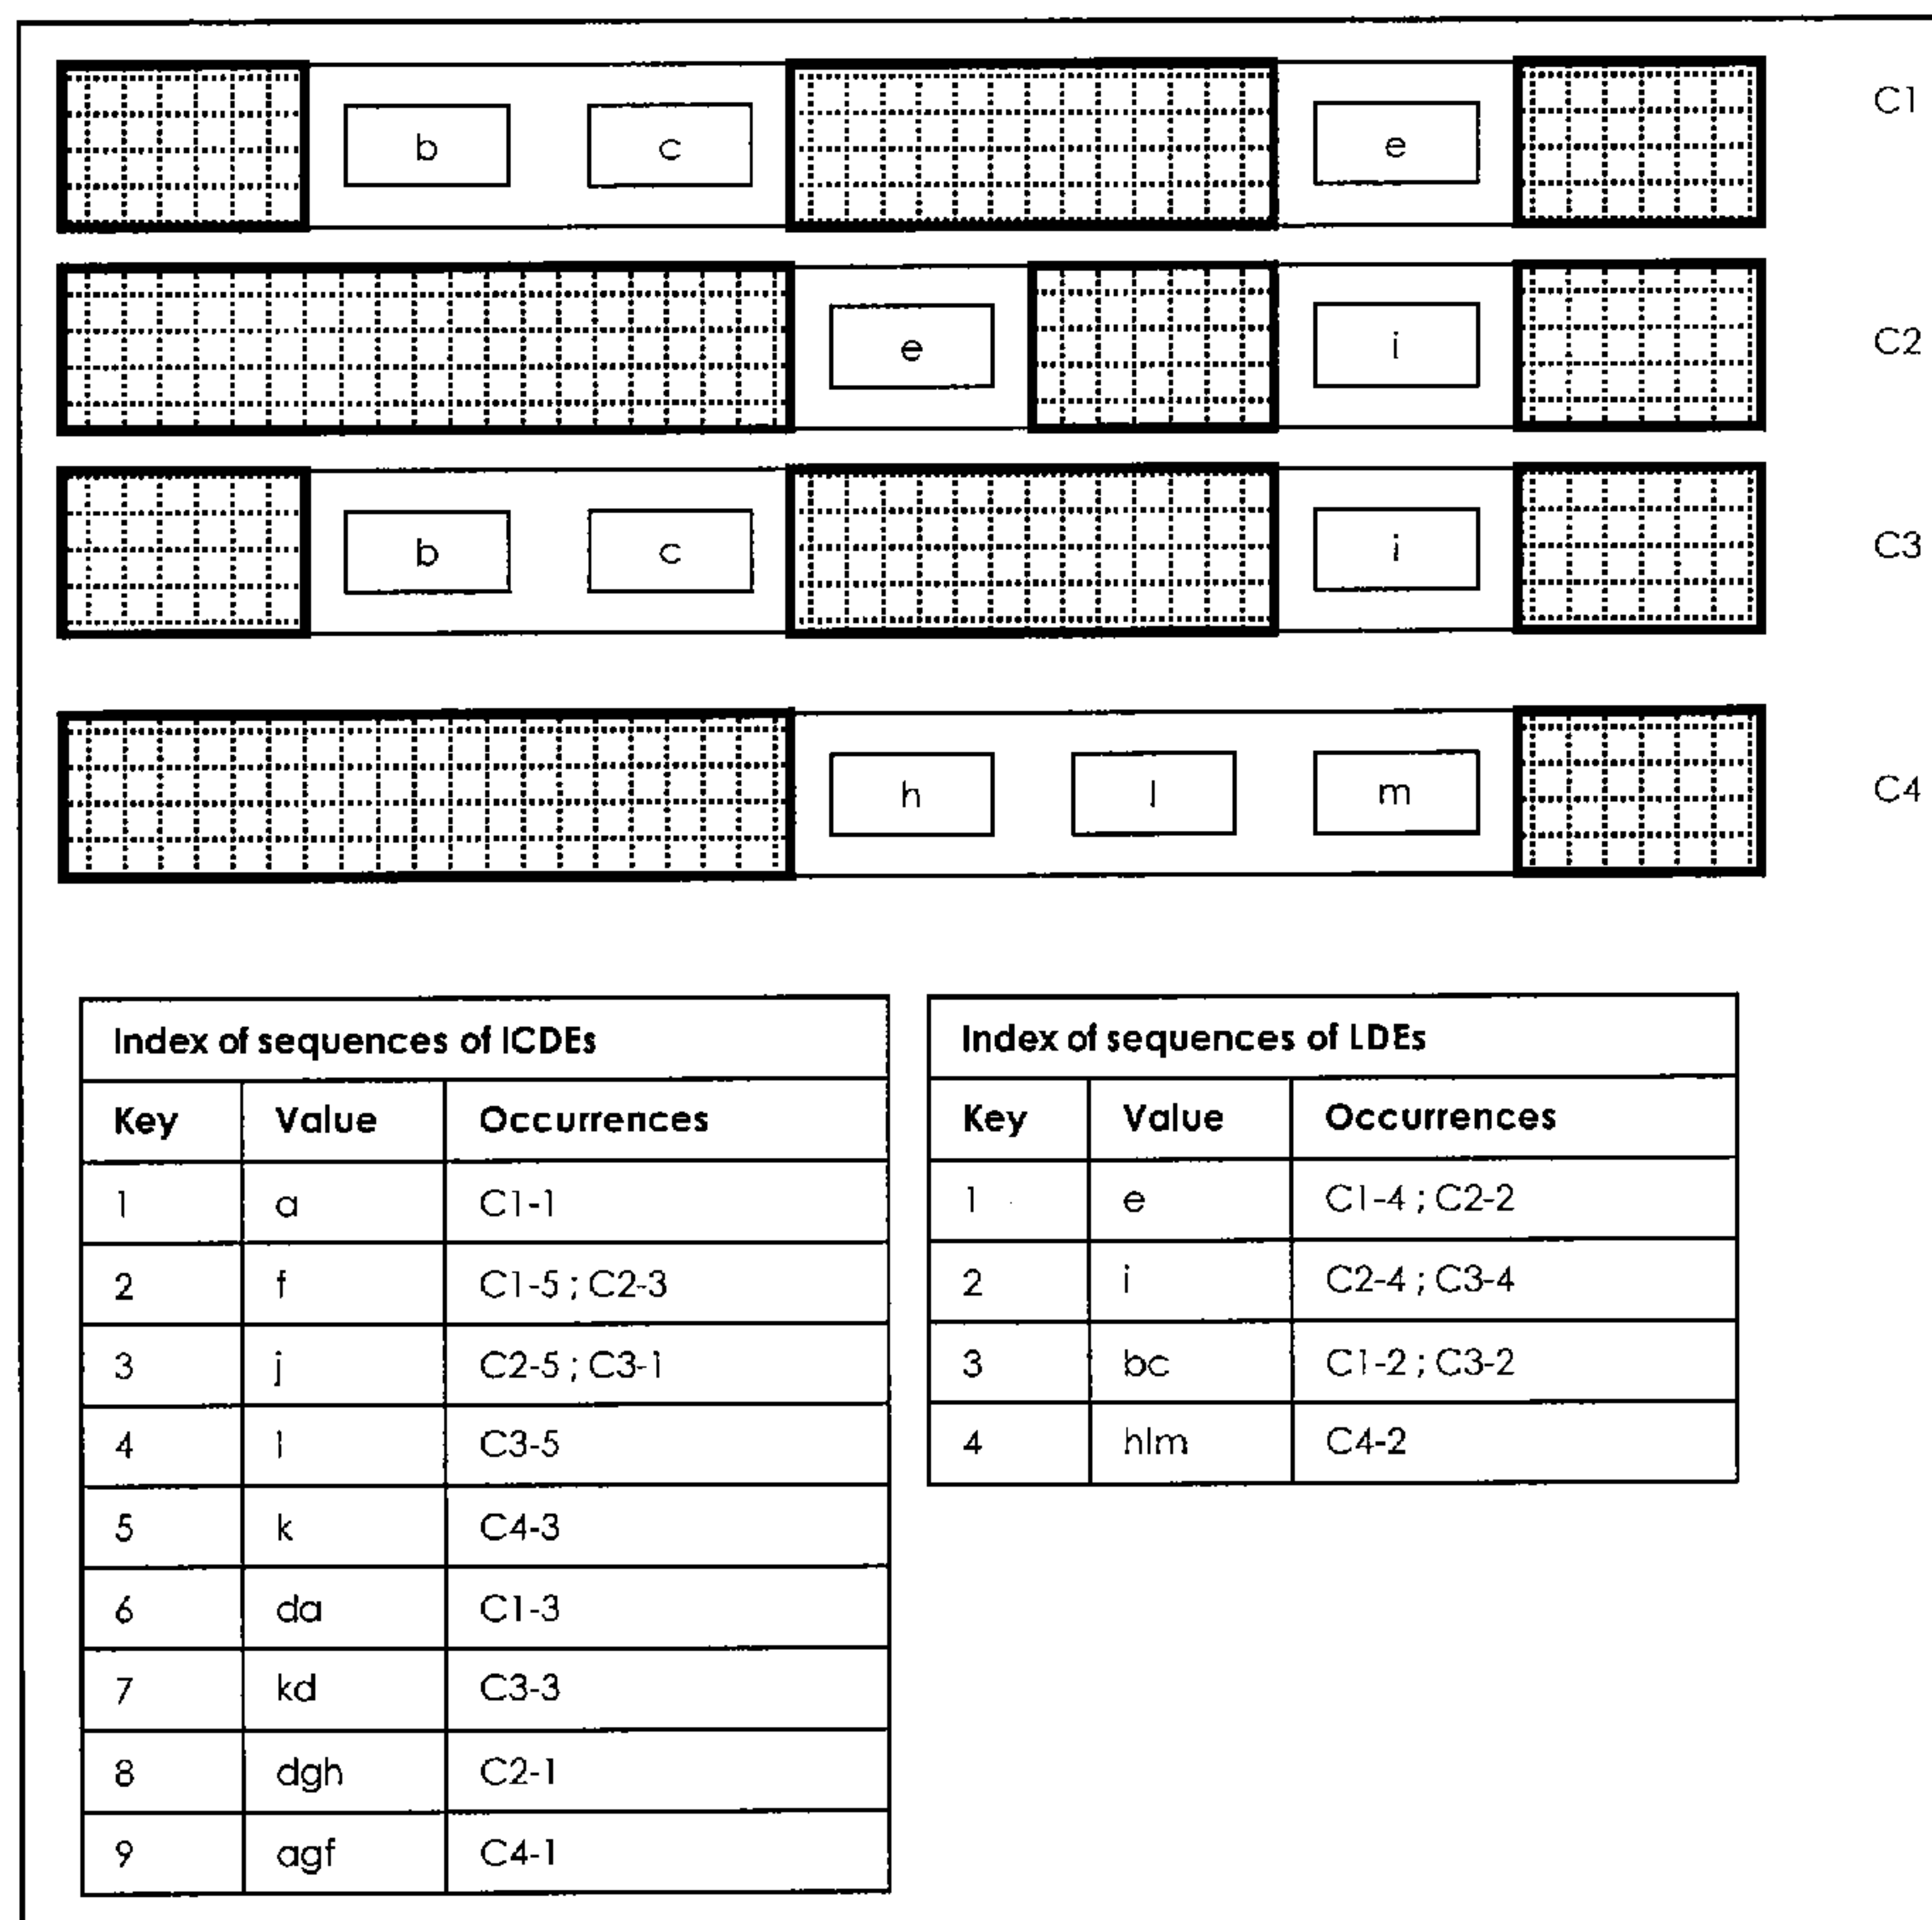 b c e C1
e i C2
b c i C3
h l m C4
Index of sequences of ICDEs
Key Value Occurrences
1 a C1-1
2 f C1-5 ; C2-3
3 j C2-5 ; C3-1
4 l C3-5
5 k C4-3
6 da C1-3
7 kd C3-3
8 dgh C2-1
9 agf C4-1
Index of sequences of LDEs
Key Value Occurrences
1 e C1-4 ; C2-2
2 i C2-4 ; C3-4
3 bc C1-2 ; C3-2
4 hlm C4-2